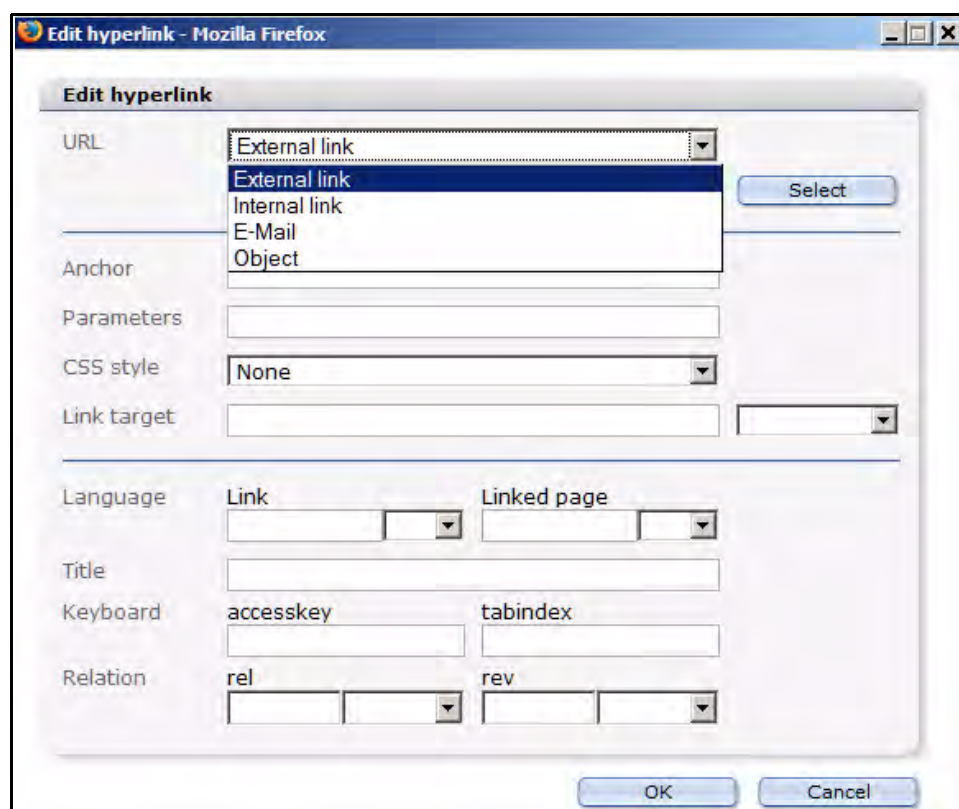 Edit hyperlink - Mozilla Firefox
Edit hyperlink
URL
External link
External link
Select
Internal link
E-Mail
Object
Anchor
Parameters
CSS style
None
Link target
Language
Link
Linked page
Title
Keyboard
accesskey
tabindex
Relation
rel
rev
OK
Cancel